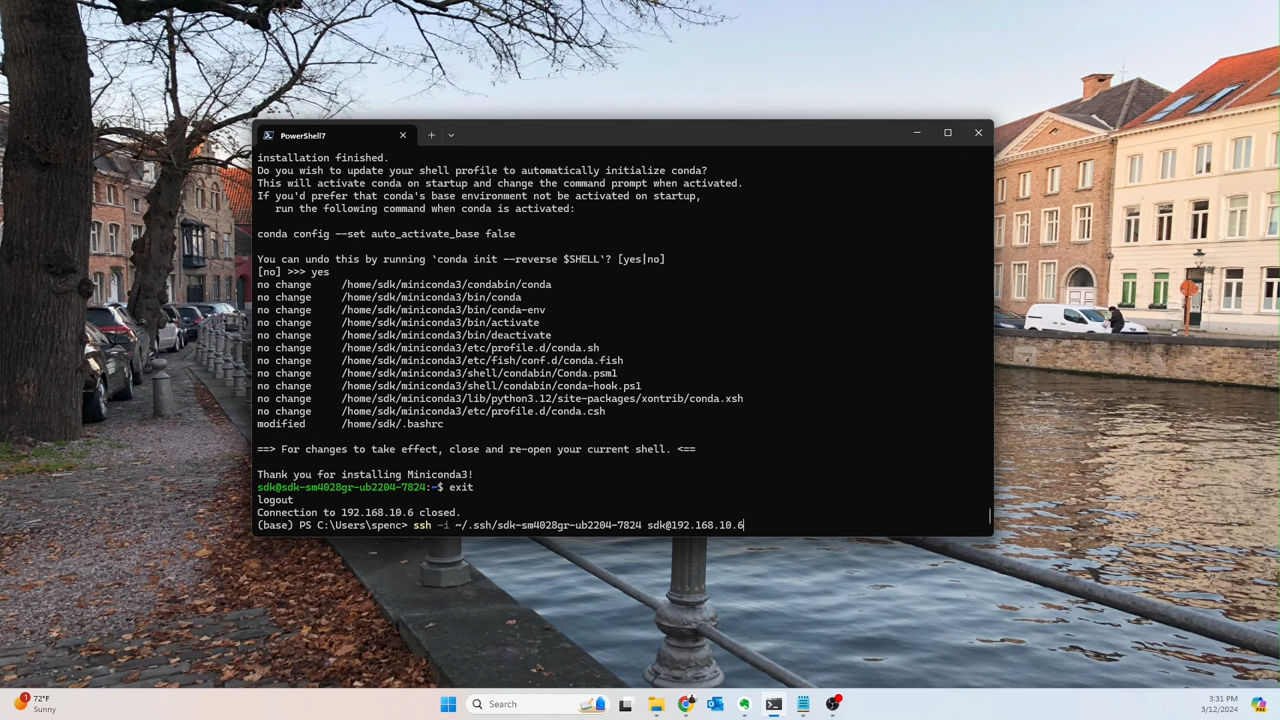 PowerShell7
installation finished.
Do you wish to update your shell profile to automatically initialize conda?
This will activate conda on startup and change the command prompt when activated.
If you'd prefer that conda's base environment not be activated on startup,
run the following command when conda is activated:
conda config --set auto_activate_base false
You can undo this by running `conda init --reverse $SHELL`? [yes|no]
[no] >>> yes
no change /home/sdk/miniconda3/condabin/conda
no change /home/sdk/miniconda3/bin/conda
no change /home/sdk/miniconda3/bin/conda-env
no change /home/sdk/miniconda3/bin/activate
no change /home/sdk/miniconda3/bin/deactivate
no change /home/sdk/miniconda3/etc/profile.d/conda.sh
no change /home/sdk/miniconda3/etc/fish/conf.d/conda.fish
no change /home/sdk/miniconda3/shell/condabin/Conda.psm1
no change /home/sdk/miniconda3/shell/condabin/conda-hook.ps1
no change /home/sdk/miniconda3/lib/python3.12/site-packages/xontrib/conda.xsh
no change /home/sdk/miniconda3/etc/profile.d/conda.csh
modified /home/sdk/.bashrc
==> For changes to take effect, close and re-open your current shell. <==
Thank you for installing Miniconda3!
sdk@sdk-sm4028gr-ub2204-7824:~$ exit
logout
Connection to 192.168.10.6 closed.
(base) PS C:\Users\spenc> ssh -i ~/.ssh/sdk-sm4028gr-ub2204-7824 sdk@192.168.10.6
1
72°F
Sunny
Search
3:31 PM
3/12/2024